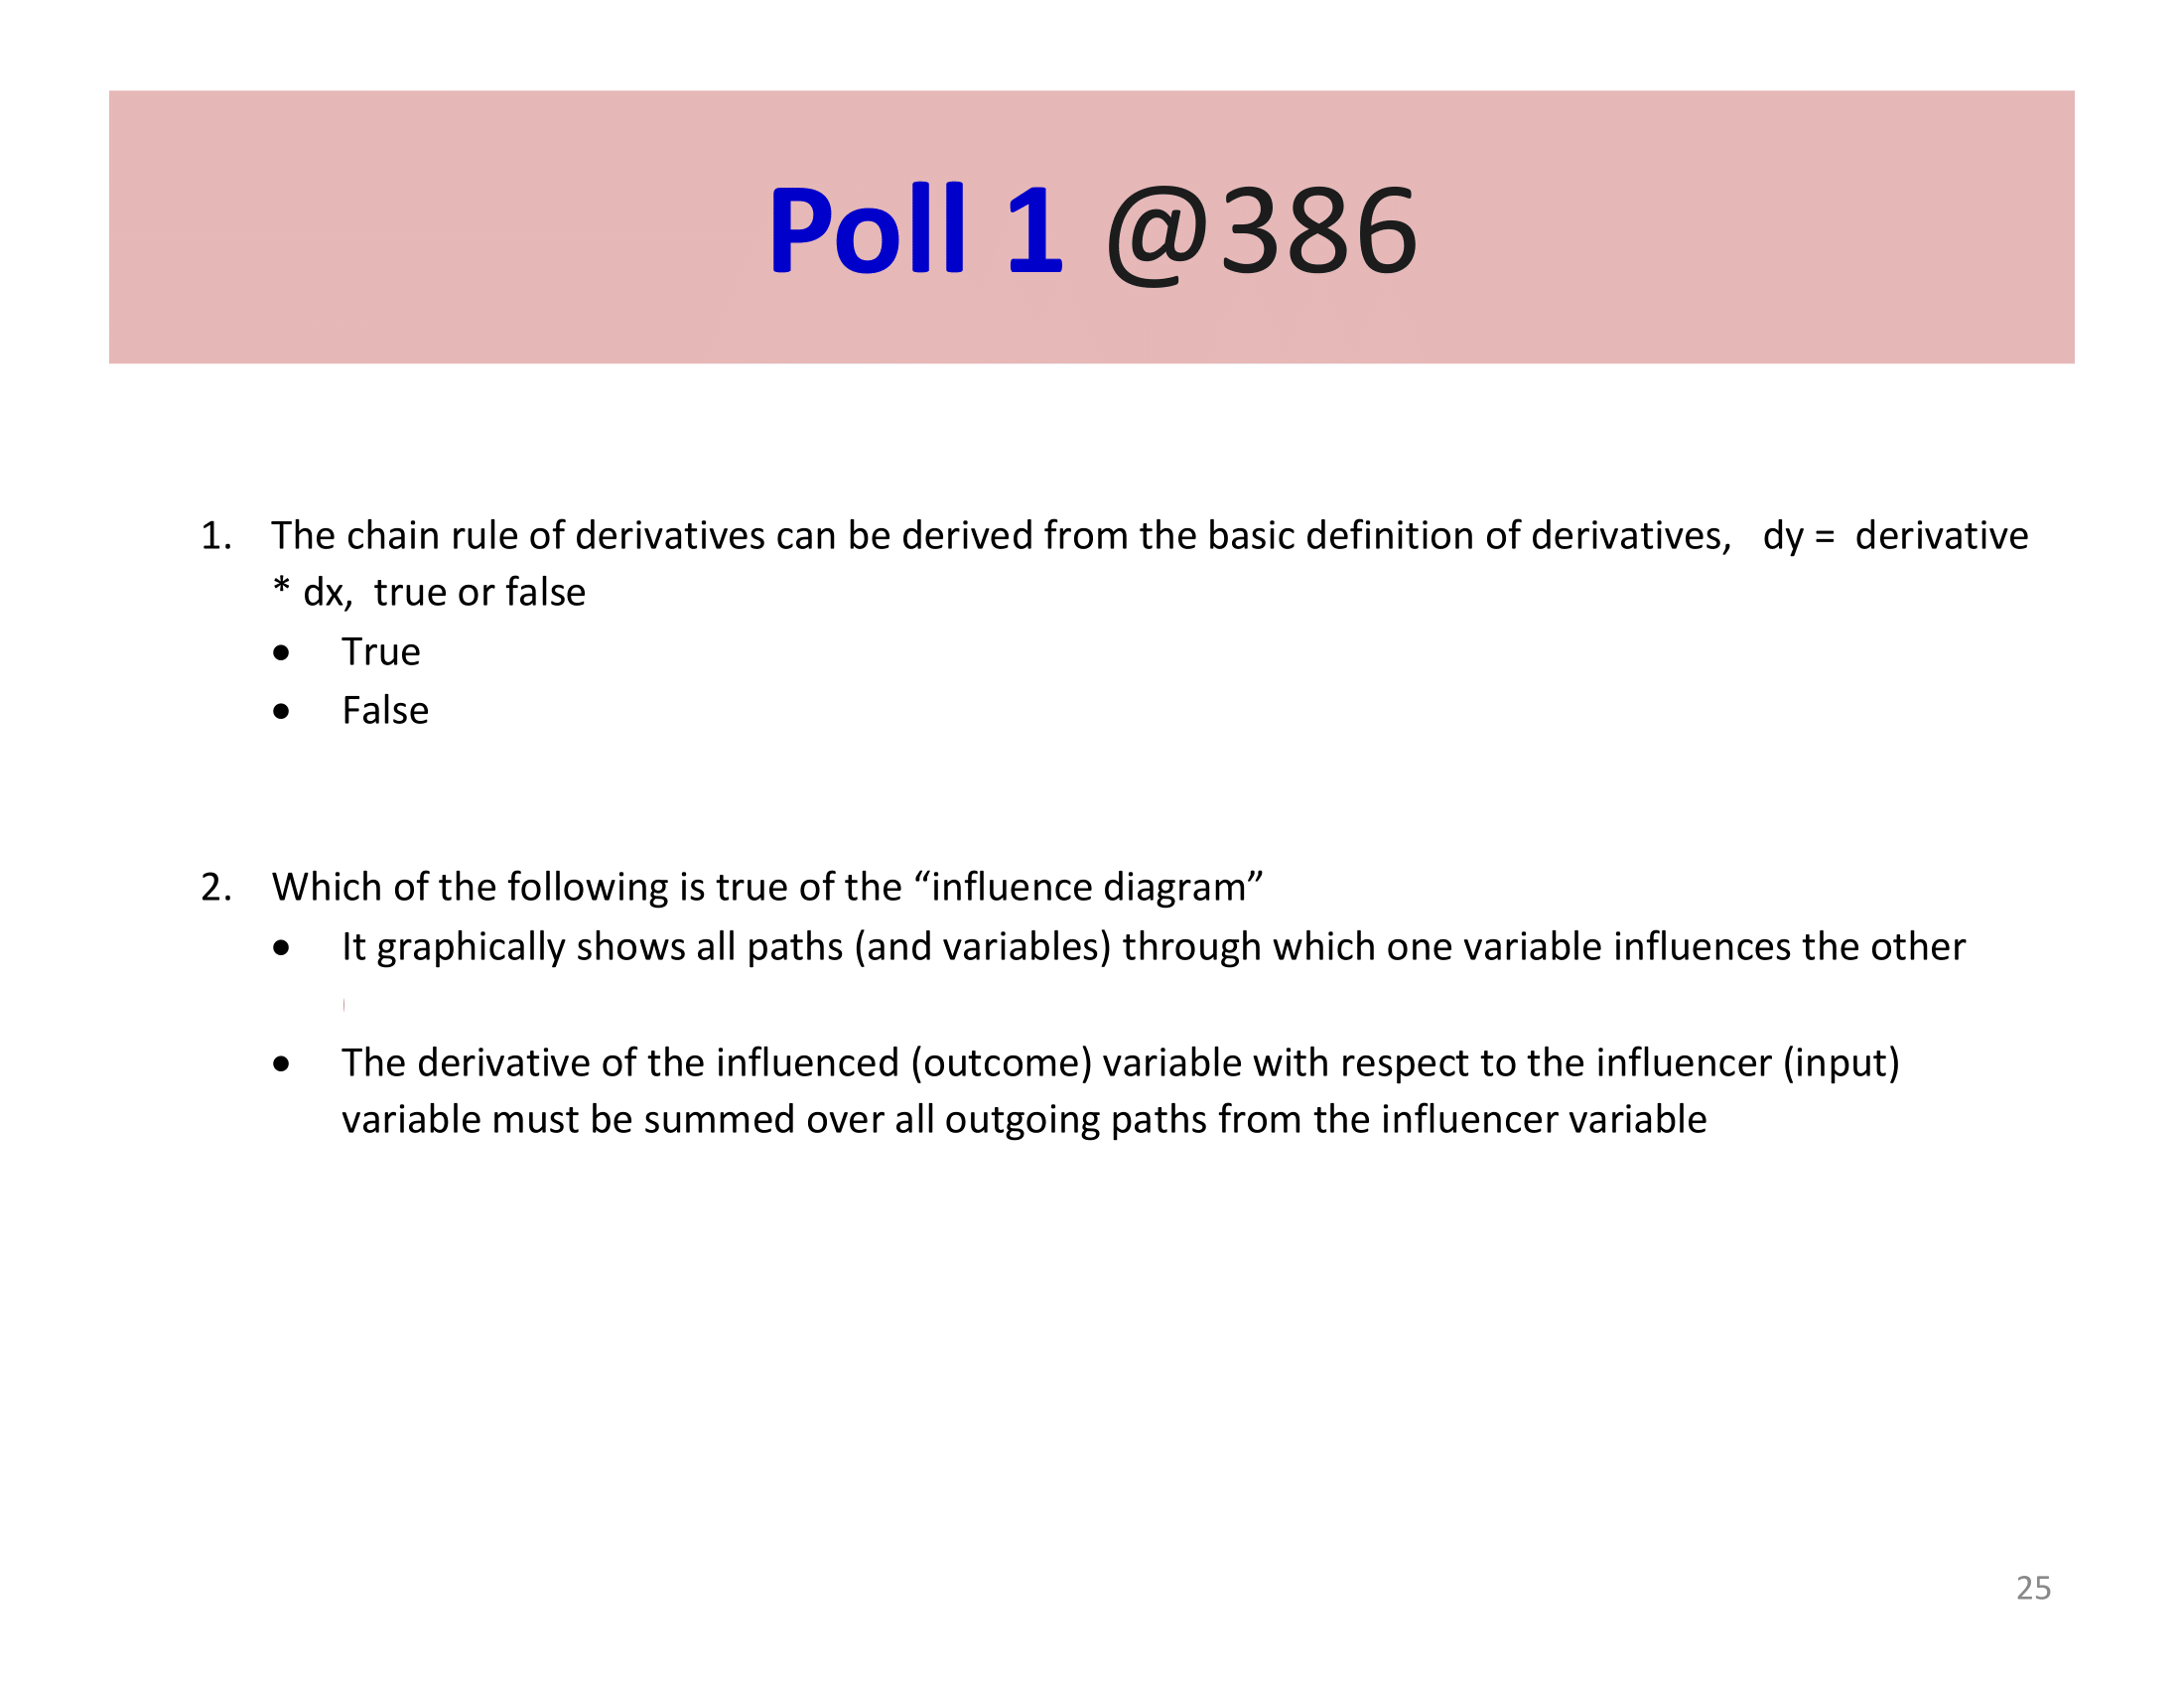 Poll 1 @386
1. The chain rule of derivatives can be derived from the basic definition of derivatives, dy = derivative
* dx, true or false
• True
• False
2. Which of the following is true of the “influence diagram”
• It graphically shows all paths (and variables) through which one variable influences the other
• The derivative of the influenced (outcome) variable with respect to the influencer (input)
variable must be summed over all outgoing paths from the influencer variable
25